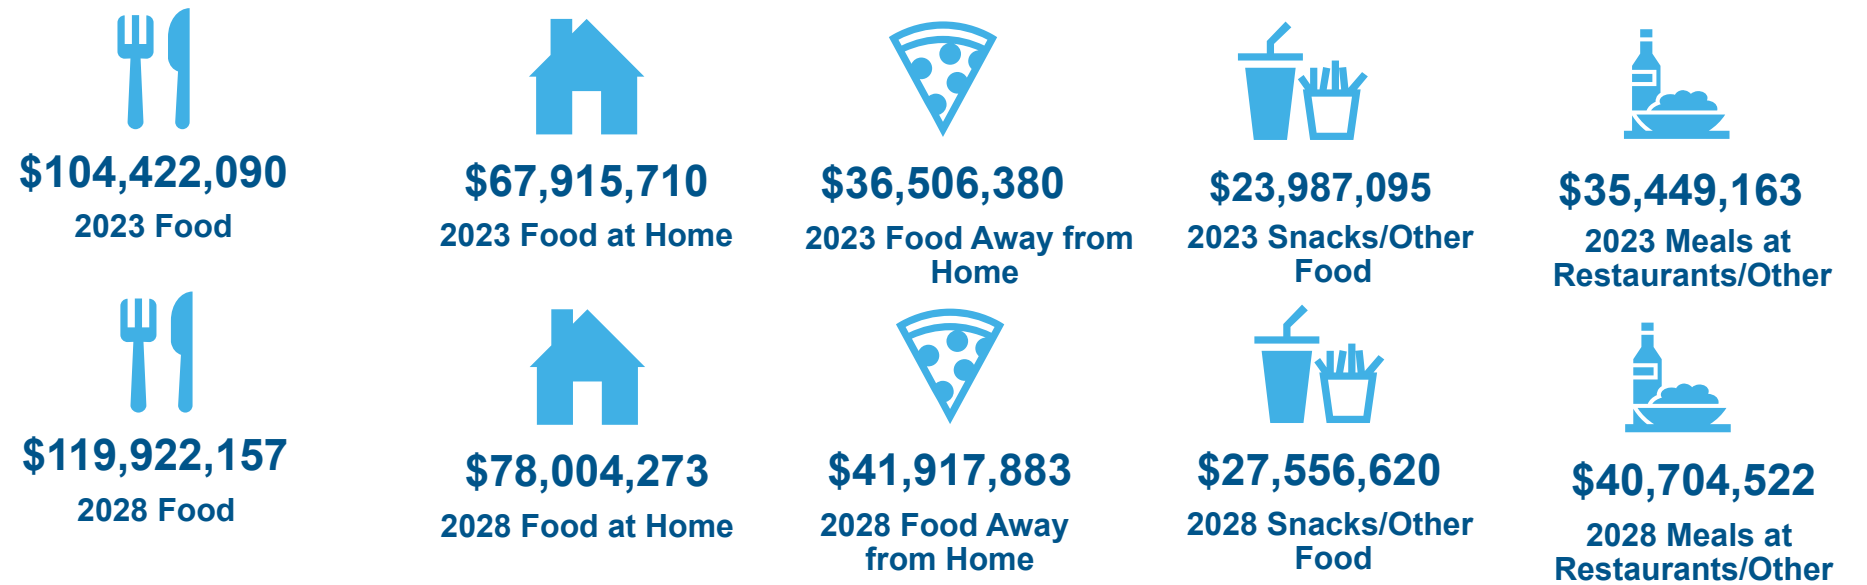 $104,422,090
2023 Food
$67,915,710
2023 Food at Home
$36,506,380
2023 Food Away from
Home
$23,987,095
2023 Snacks/Other
Food
$35,449,163
2023 Meals at
Restaurants/Other
$119,922,157
2028 Food
$78,004,273
2028 Food at Home
$41,917,883
2028 Food Away
from Home
$27,556,620
2028 Snacks/Other
Food
$40,704,522
2028 Meals at
Restaurants/Other